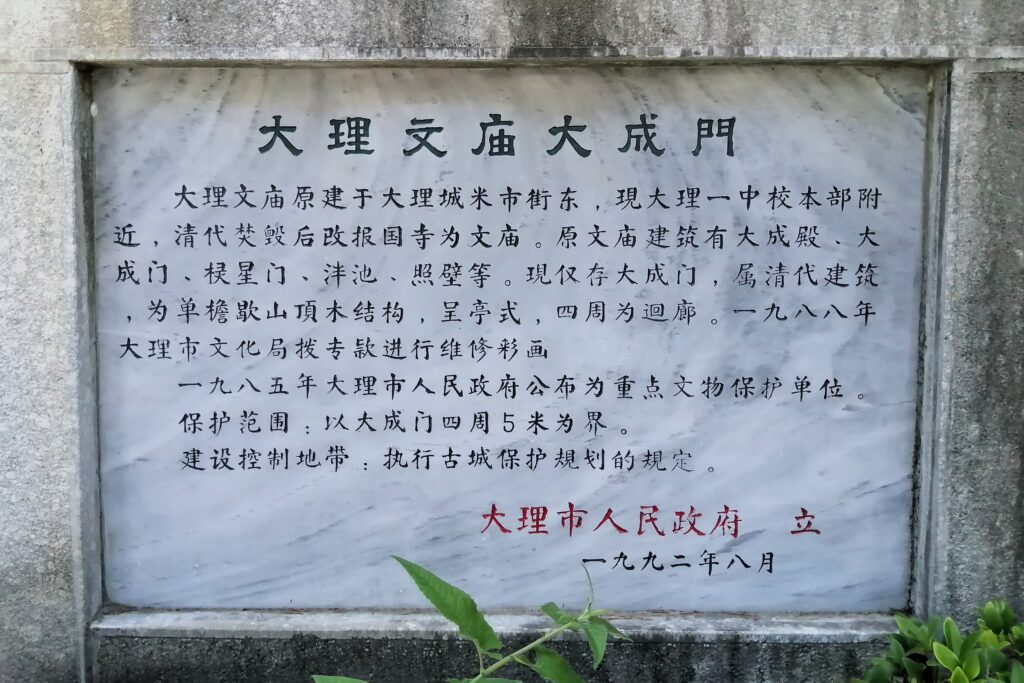 大理文庙大成門
大理文庙原建于大理城米市街东，現大理一中校本部附
近，清代焚毁后改报国寺为文庙。原文庙建筑有大成殿、大
成门、棂星门、泮池、照壁等。現仅存大成门，属清代建筑
，为单檐歇山頂木结构，呈亭式，四周为迴廊。一九八八年
大理市文化局拨专款进行维修彩画
一九八五年大理市人民政府公布为重点文物保护单位。
保护范围：以大成门四周5米为界。
建设控制地带：执行古城保护規划的規定。
大理市人民政府 立
一九九二年八月